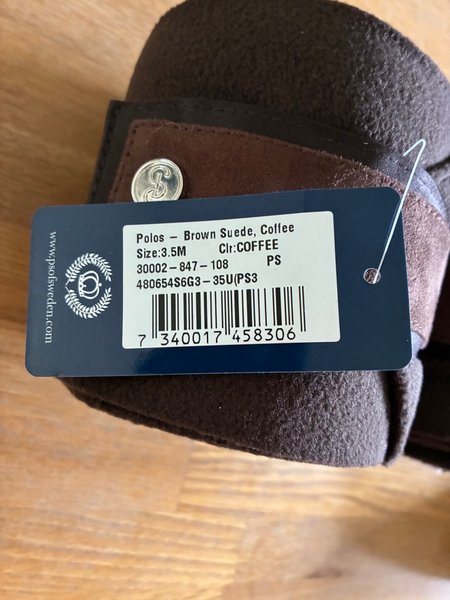 www.psofsweden.com
Polos – Brown Suede, Coffee
Size:3.5M Clr:COFFEE
30002-847-108 PS
480654S6G3-35U(PS3
7 340017 458306